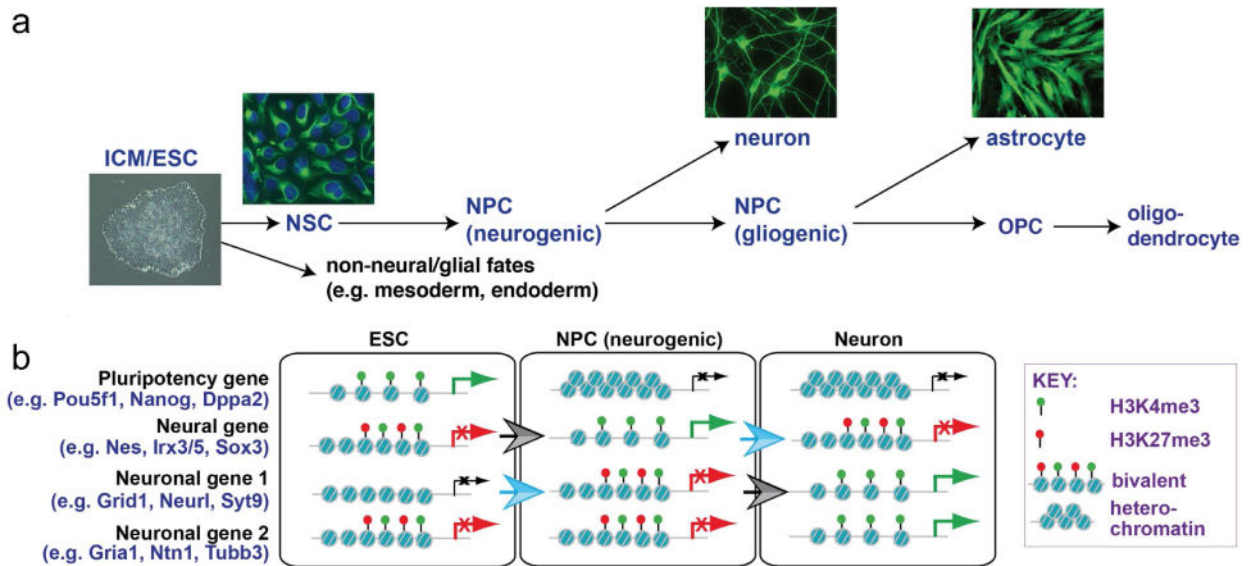 a
ICM/ESC
NSC
NPC
(neurogenic)
neuron
NPC
(gliogenic)
astrocyte
OPC
oligo-
dendrocyte
non-neural/glial fates
(e.g. mesoderm, endoderm)
b
ESC
NPC (neurogenic)
Neuron
Pluripotency gene
(e.g. Pou5f1, Nanog, Dppa2)
Neural gene
(e.g. Nes, Irx3/5, Sox3)
Neuronal gene 1
(e.g. Grid1, Neurl, Syt9)
Neuronal gene 2
(e.g. Gria1, Ntn1, Tubb3)
KEY:
H3K4me3
H3K27me3
bivalent
hetero-
chromatin